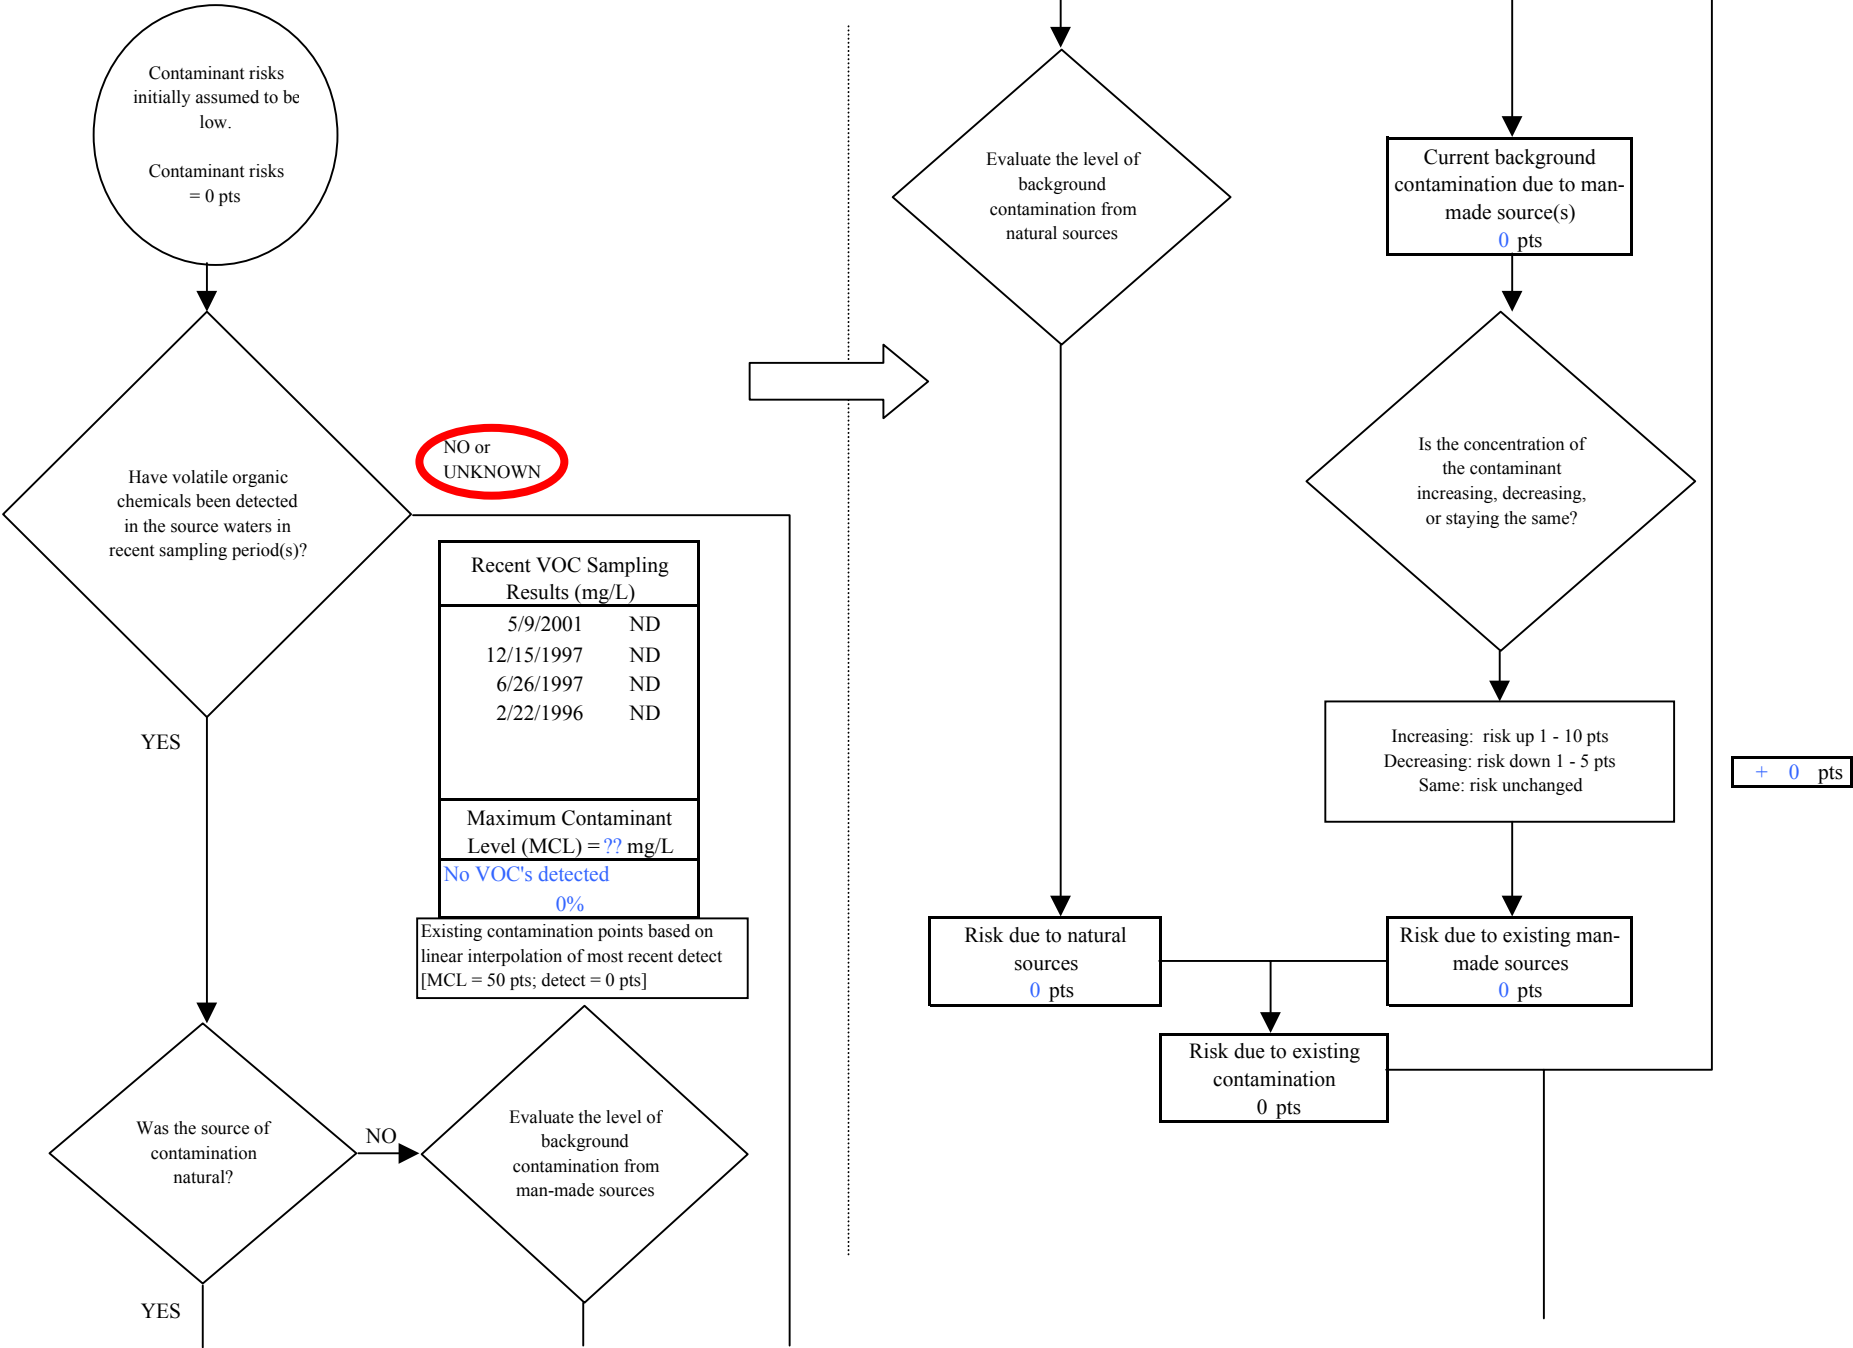 Contaminant risks
initially assumed to be
low.
Contaminant risks
= 0 pts
Have volatile organic
chemicals been detected
in the source waters in
recent sampling period(s)?
NO or
UNKNOWN
YES
Recent VOC Sampling
Results (mg/L)
5/9/2001 ND
12/15/1997 ND
6/26/1997 ND
2/22/1996 ND
Maximum Contaminant
Level (MCL) = ?? mg/L
No VOC's detected
0%
Existing contamination points based on
linear interpolation of most recent detect
[MCL = 50 pts; detect = 0 pts]
Was the source of
contamination
natural?
NO
YES
Evaluate the level of
background
contamination from
man-made sources
Evaluate the level of
background
contamination from
natural sources
Current background
contamination due to man-
made source(s)
0 pts
Is the concentration of
the contaminant
increasing, decreasing,
or staying the same?
Increasing: risk up 1 - 10 pts
Decreasing: risk down 1 - 5 pts
Same: risk unchanged
+ 0 pts
Risk due to natural
sources
0 pts
Risk due to existing man-
made sources
0 pts
Risk due to existing
contamination
0 pts